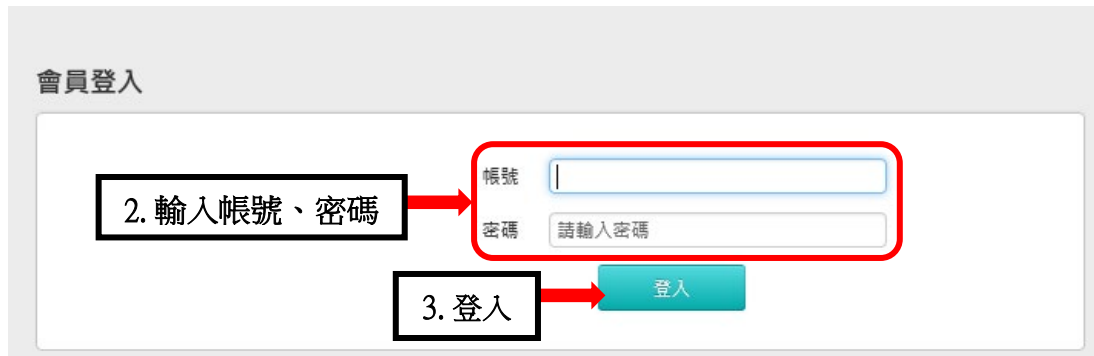 會員登入
帳號
2. 輸入帳號、密碼
密碼
請輸入密碼
登入
3. 登入